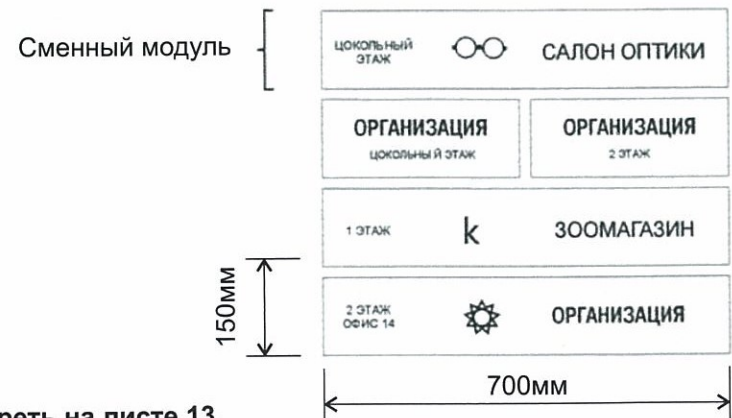 Сменный модуль
ЦОКОЛЬНЫЙ
ЭТАЖ
САЛОН ОПТИКИ
ОРГАНИЗАЦИЯ
ЦОКОЛЬНЫЙ ЭТАЖ
ОРГАНИЗАЦИЯ
2 ЭТАЖ
1 ЭТАЖ
k
ЗООМАГАЗИН
150мм
2 ЭТАЖ
ОФИС 14
ОРГАНИЗАЦИЯ
700мм
на листе 13